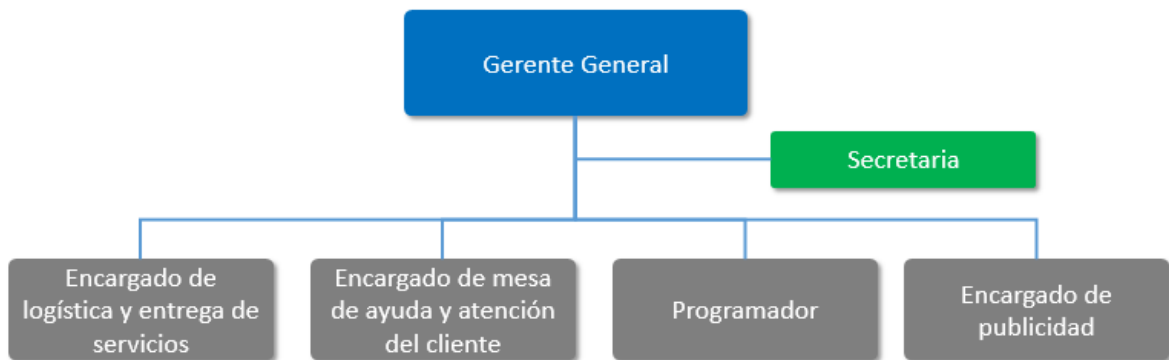 Gerente General
Secretaria
Encargado de
logística y entrega de
servicios
Encargado de mesa
de ayuda y atención
del cliente
Programador
Encargado de
publicidad